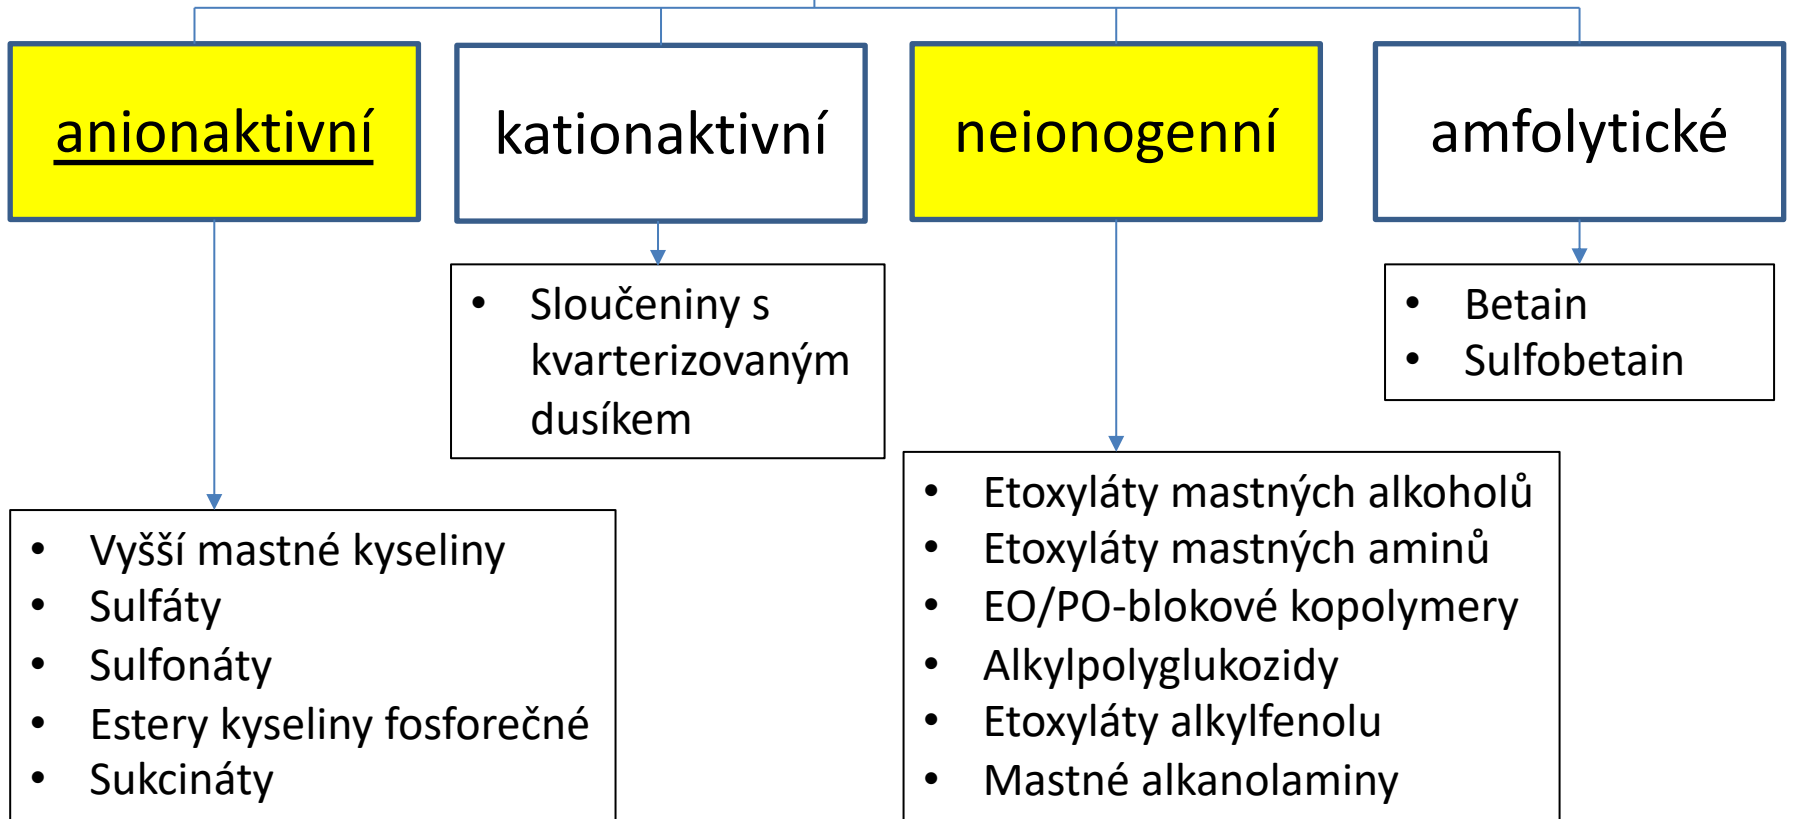 anionaktivní
kationaktivní
neionogenní
amfolytické
• Sloučeniny s
kvarterizovaným
dusíkem
• Betain
• Sulfobetain
• Vyšší mastné kyseliny
• Sulfáty
• Sulfonáty
• Estery kyseliny fosforečné
• Sukcináty
• Etoxyláty mastných alkoholů
• Etoxyláty mastných aminů
• EO/PO-blokové kopolymery
• Alkylpolyglukozidy
• Etoxyláty alkylfenolu
• Mastné alkanolaminy